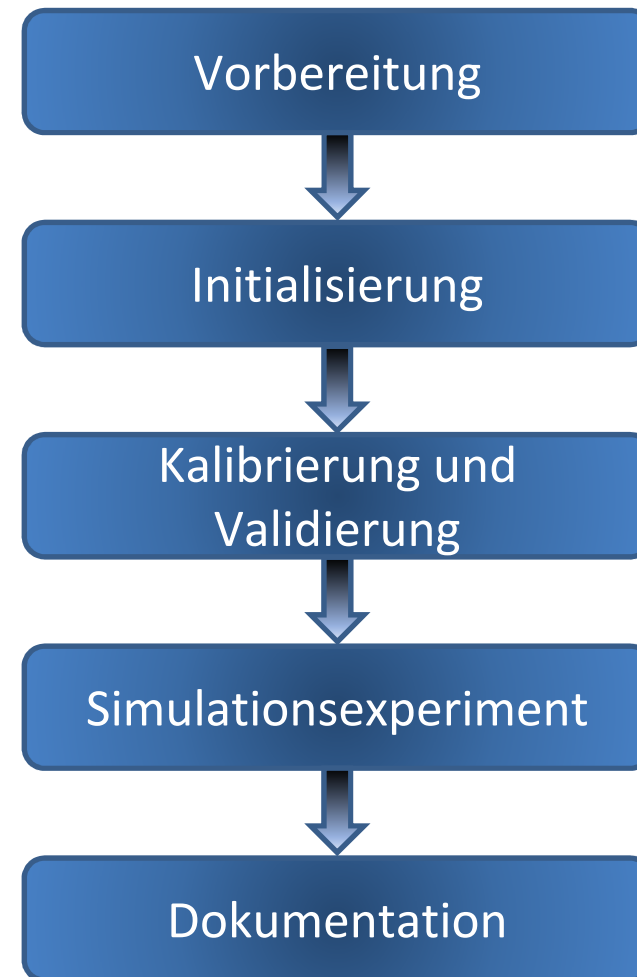 Vorbereitung
Initialisierung
Kalibrierung und
Validierung
Simulationsexperiment
Dokumentation